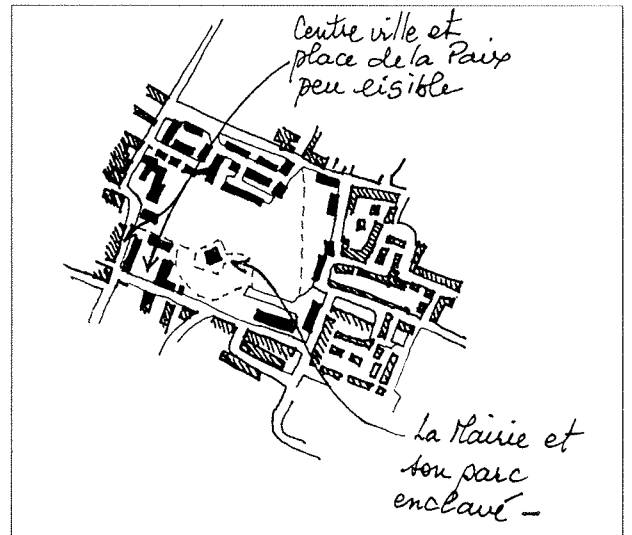 Centre ville et
place de la Paix
peu lisible
La Mairie et
son parc
enclavé -